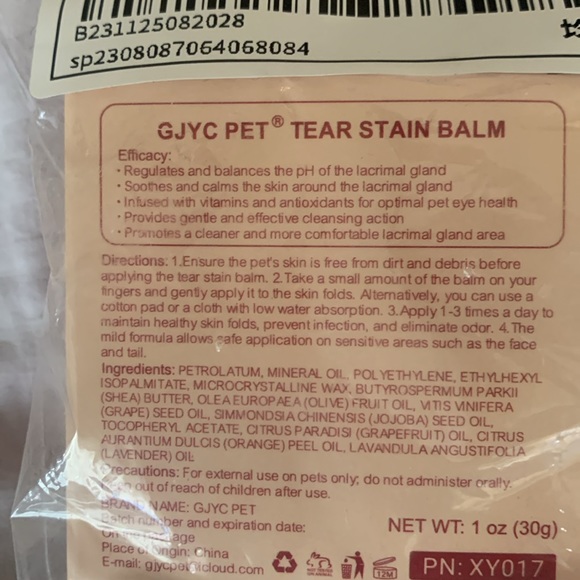 B231125082028
sp2308087064068084
GJYC PET® TEAR STAIN BALM
Efficacy:
• Regulates and balances the pH of the lacrimal gland
• Soothes and calms the skin around the lacrimal gland
• Infused with vitamins and antioxidants for optimal pet eye health
• Provides gentle and effective cleansing action
• Promotes a cleaner and more comfortable lacrimal gland area
Directions: 1.Ensure the pet's skin is free from dirt and debris before
applying the tear stain balm. 2.Take a small amount of the balm on your
fingers and gently apply it to the skin folds. Alternatively, you can use a
cotton pad or a cloth with low water absorption. 3.Apply 1-3 times a day to
maintain healthy skin folds, prevent infection, and eliminate odor. 4.The
mild formula allows safe application on sensitive areas such as the face
and tail.
Ingredients: PETROLATUM, MINERAL OIL, POLYETHYLENE, ETHYLHEXYL
ISOPALMITATE, MICROCRYSTALLINE WAX, BUTYROSPERMUM PARKII
(SHEA) BUTTER, OLEA EUROPAEA (OLIVE) FRUIT OIL, VITIS VINIFERA
(GRAPE) SEED OIL, SIMMONDSIA CHINENSIS (JOJOBA) SEED OIL,
TOCOPHERYL ACETATE, CITRUS PARADISI (GRAPEFRUIT) OIL, CITRUS
AURANTIUM DULCIS (ORANGE) PEEL OIL, LAVANDULA ANGUSTIFOLIA
(LAVENDER) OIL
Precautions: For external use on pets only; do not administer orally.
out of reach of children after use.
BRAND NAME: GJYC PET
Batch number and expiration date:
On the package
Place of Origin: China
E-mail: icloud.com
NET WT: 1 oz (30g)
12M
PN: XY017